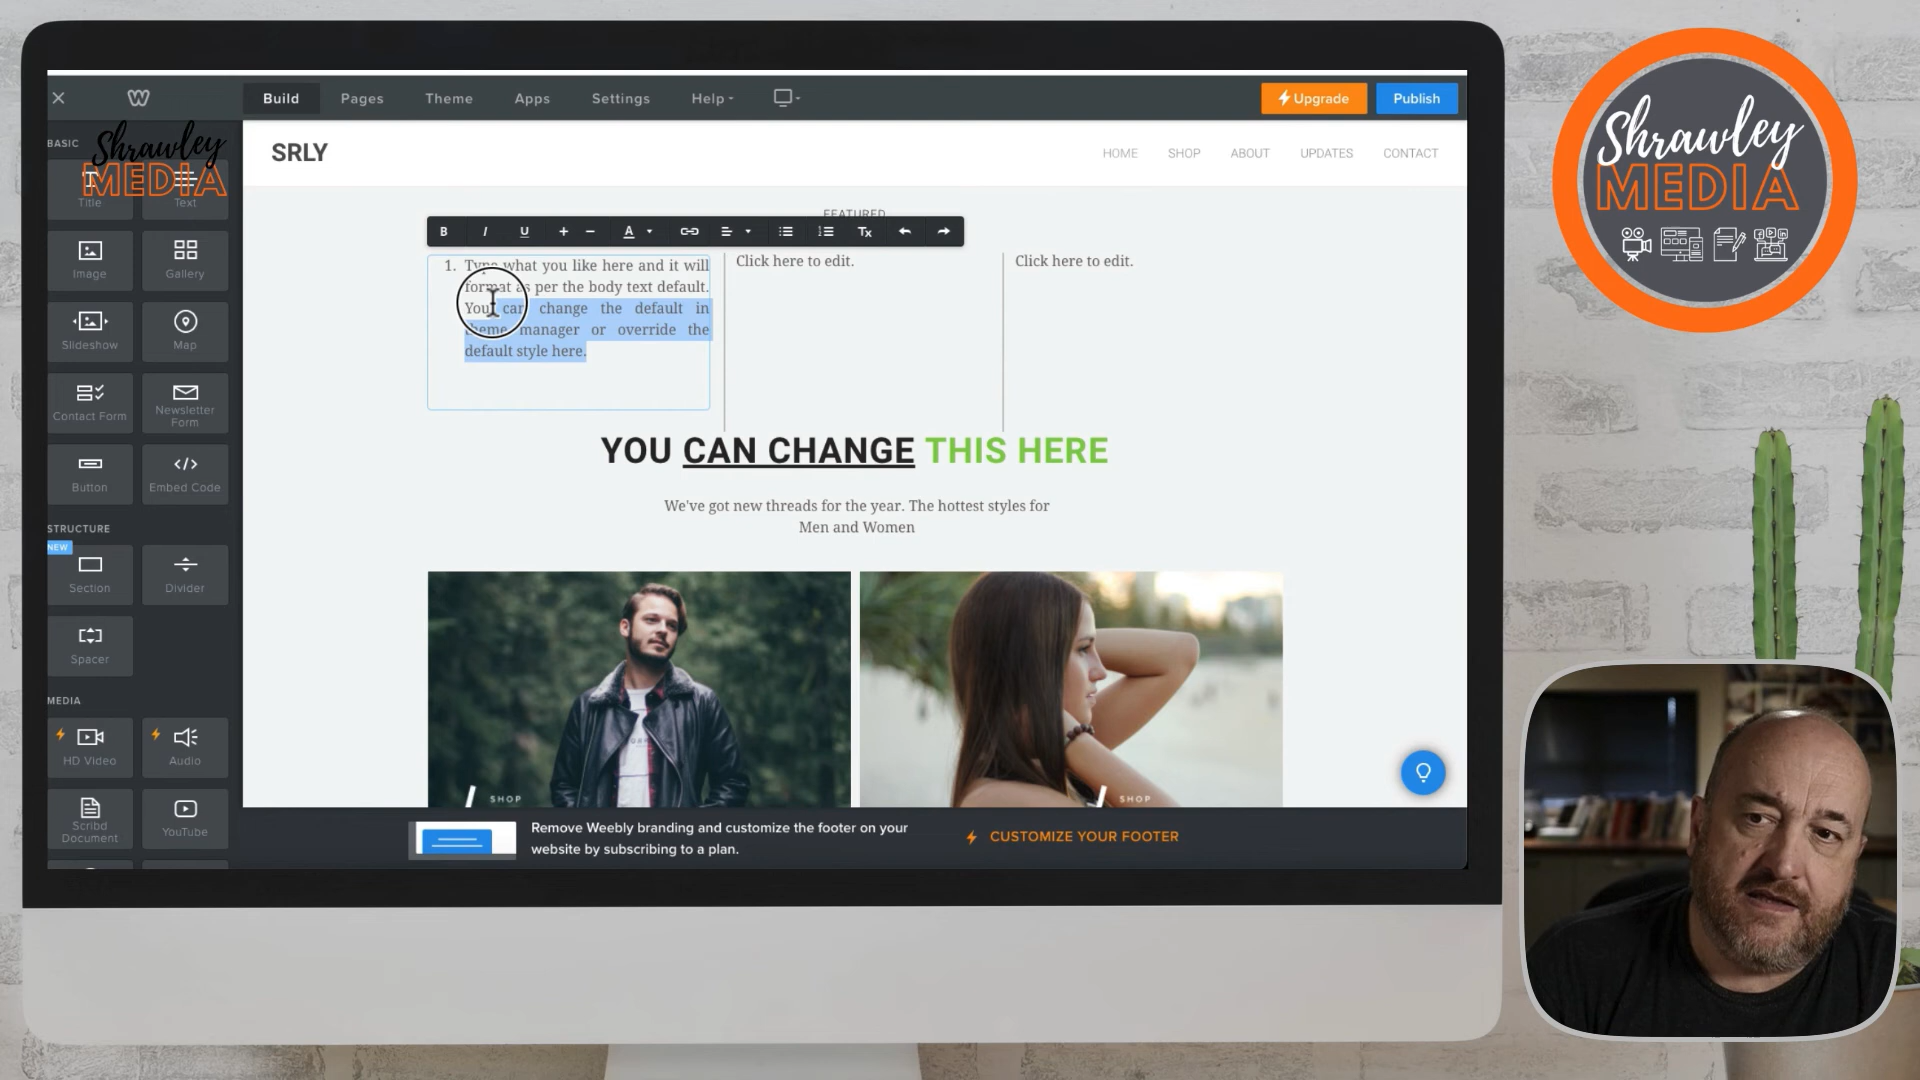 Build Pages Theme Apps Settings Help
Upgrade Publish
BASIC
Shrawley
MEDIA
Title Text
Image Gallery
Slideshow Map
Contact Form Newsletter Form
Button Embed Code
STRUCTURE
NEW
Section Divider
Spacer
MEDIA
HD Video Audio
Scribd Document YouTube
SRLY
HOME SHOP ABOUT UPDATES CONTACT
FEATURED
B I U + − A Tx
1. Type what you like here and it will
format as per the body text default.
You can change the default in
theme manager or override the
default style here.
Click here to edit.
Click here to edit.
YOU CAN CHANGE THIS HERE
We've got new threads for the year. The hottest styles for
Men and Women
SHOP
SHOP
Remove Weebly branding and customize the footer on your
website by subscribing to a plan.
CUSTOMIZE YOUR FOOTER
Shrawley
MEDIA